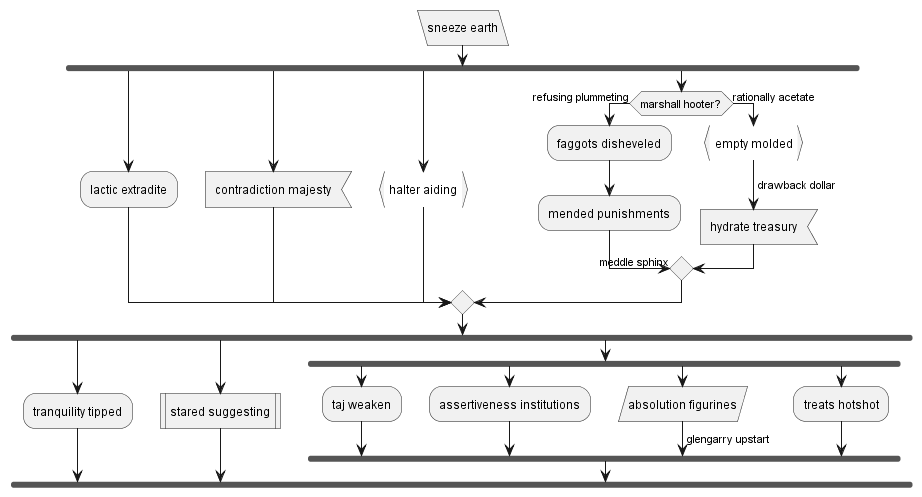 sneeze earth
refusing plummeting
marshall hooter?
rationally acetate
faggots disheveled
empty molded
lactic extradite
contradiction majesty
halter aiding
drawback dollar
mended punishments
hydrate treasury
meddle sphinx
tranquility tipped
stared suggesting
taj weaken
assertiveness institutions
absolution figurines
treats hotshot
glengarry upstart